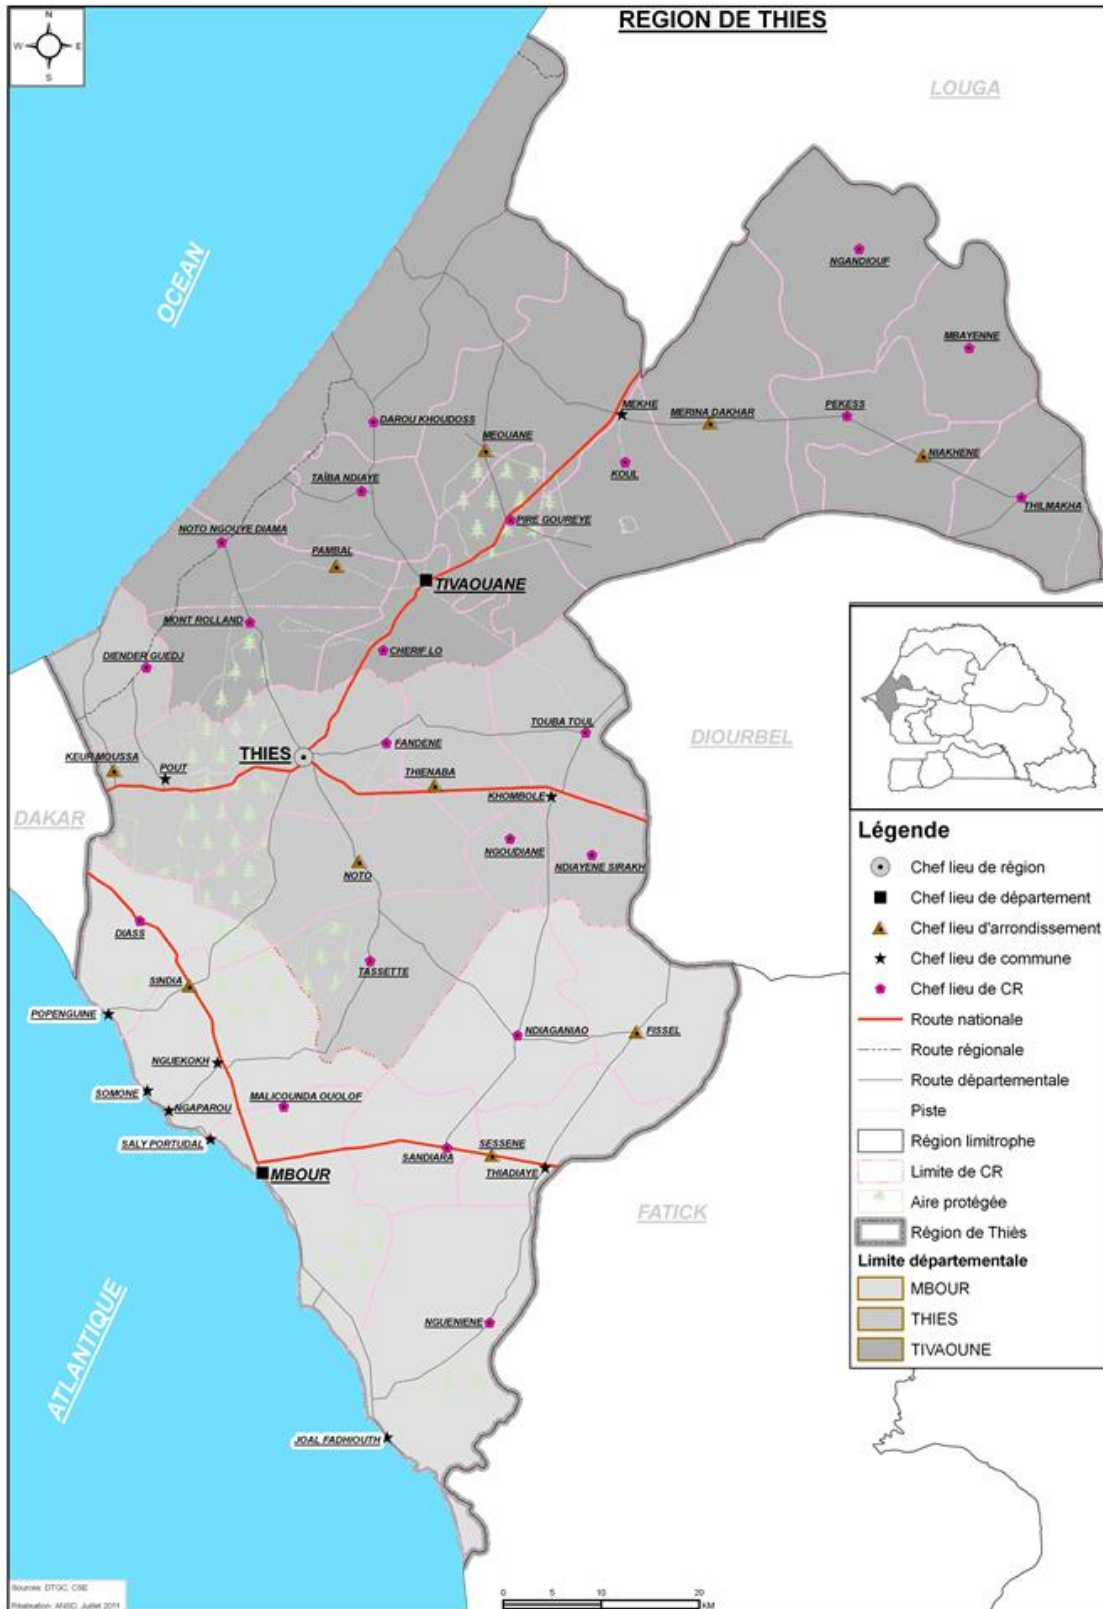 REGION DE THIES
N
W
E
S
LOUGA
OCEAN
NGANDIOUF
MBAYENNE
MEKHE
MERINA DAKHAR
PEKESS
DAROU KHOUDOSS
MEOUANE
NIAKHENE
KOUL
TAÏBA NDIAYE
THILMAKHA
PIRE GOUREYE
NOTO NGOUYE DIAMA
PAMBAL
TIVAOUANE
MONT ROLLAND
CHERIF LO
DIENDER GUEDJ
TOUBA TOUL
DIOURBEL
FANDENE
THIES
KEUR MOUSSA
POUT
THIENABA
KHOMBOLE
DAKAR
NGOUDIANE
NDIAYENE SIRAKH
NOTO
DIASS
TASSETTE
SINDIA
POPENGUINE
NDIAGANIAO
FISSEL
NGUEKOKH
SOMONE
MALICOUNDA OUOLOF
NGAPAROU
SALY PORTUDAL
SANDIARA
SESSENE
THIADIAYE
MBOUR
FATICK
NGUENIENE
ATLANTIQUE
JOAL FADHIOUTH
Légende
Chef lieu de région
Chef lieu de département
Chef lieu d'arrondissement
Chef lieu de commune
Chef lieu de CR
Route nationale
Route régionale
Route départementale
Piste
Région limitrophe
Limite de CR
Aire protégée
Région de Thiès
Limite départementale
MBOUR
THIES
TIVAOUNE
Sources: DTGC, CSE
Réalisation: ANSD, Juillet 2011
0 5 10 20
KM